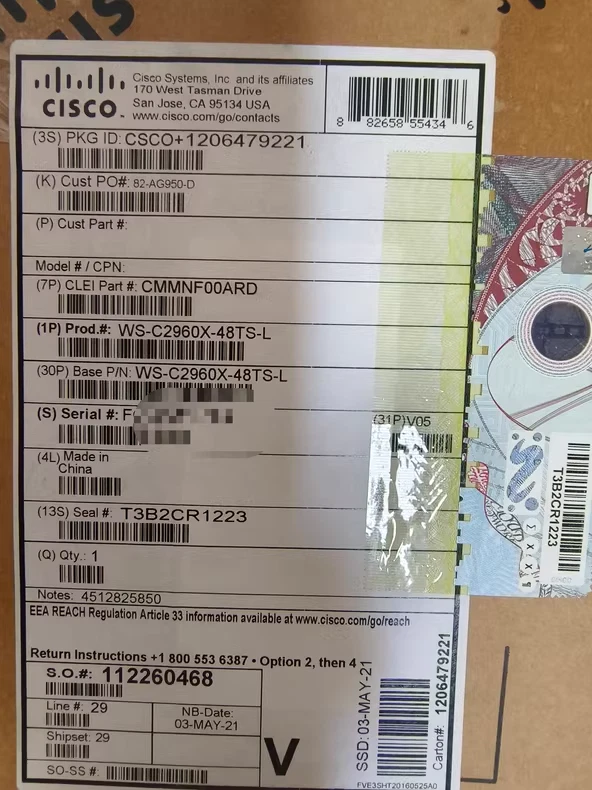 CISCO
Cisco Systems, Inc. and its affiliates
170 West Tasman Drive
San Jose, CA 95134 USA
www.cisco.com/go/contacts
8 82658 55434 6
(3S) PKG ID: CSCO+1206479221
(K) Cust PO#: 82-AG950-D
(P) Cust Part #:
Model # / CPN:
(7P) CLEI Part #: CMMNF00ARD
(1P) Prod.#: WS-C2960X-48TS-L
(30P) Base P/N: WS-C2960X-48TS-L
(S) Serial #: F
(31P)V05
(4L) Made in
China
(13S) Seal #: T3B2CR1223
(Q) Qty.: 1
Notes: 4512825850
EEA REACH Regulation Article 33 information available at www.cisco.com/go/reach
Return Instructions +1 800 553 6387 • Option 2, then 4
S.O.#: 112260468
Line #: 29
NB-Date:
03-MAY-21
Shipset: 29
SO-SS #:
V
SSD: 03-MAY-21
Carton#: 1206479221
FVE3SHT20160525A0
T3B2CR1223